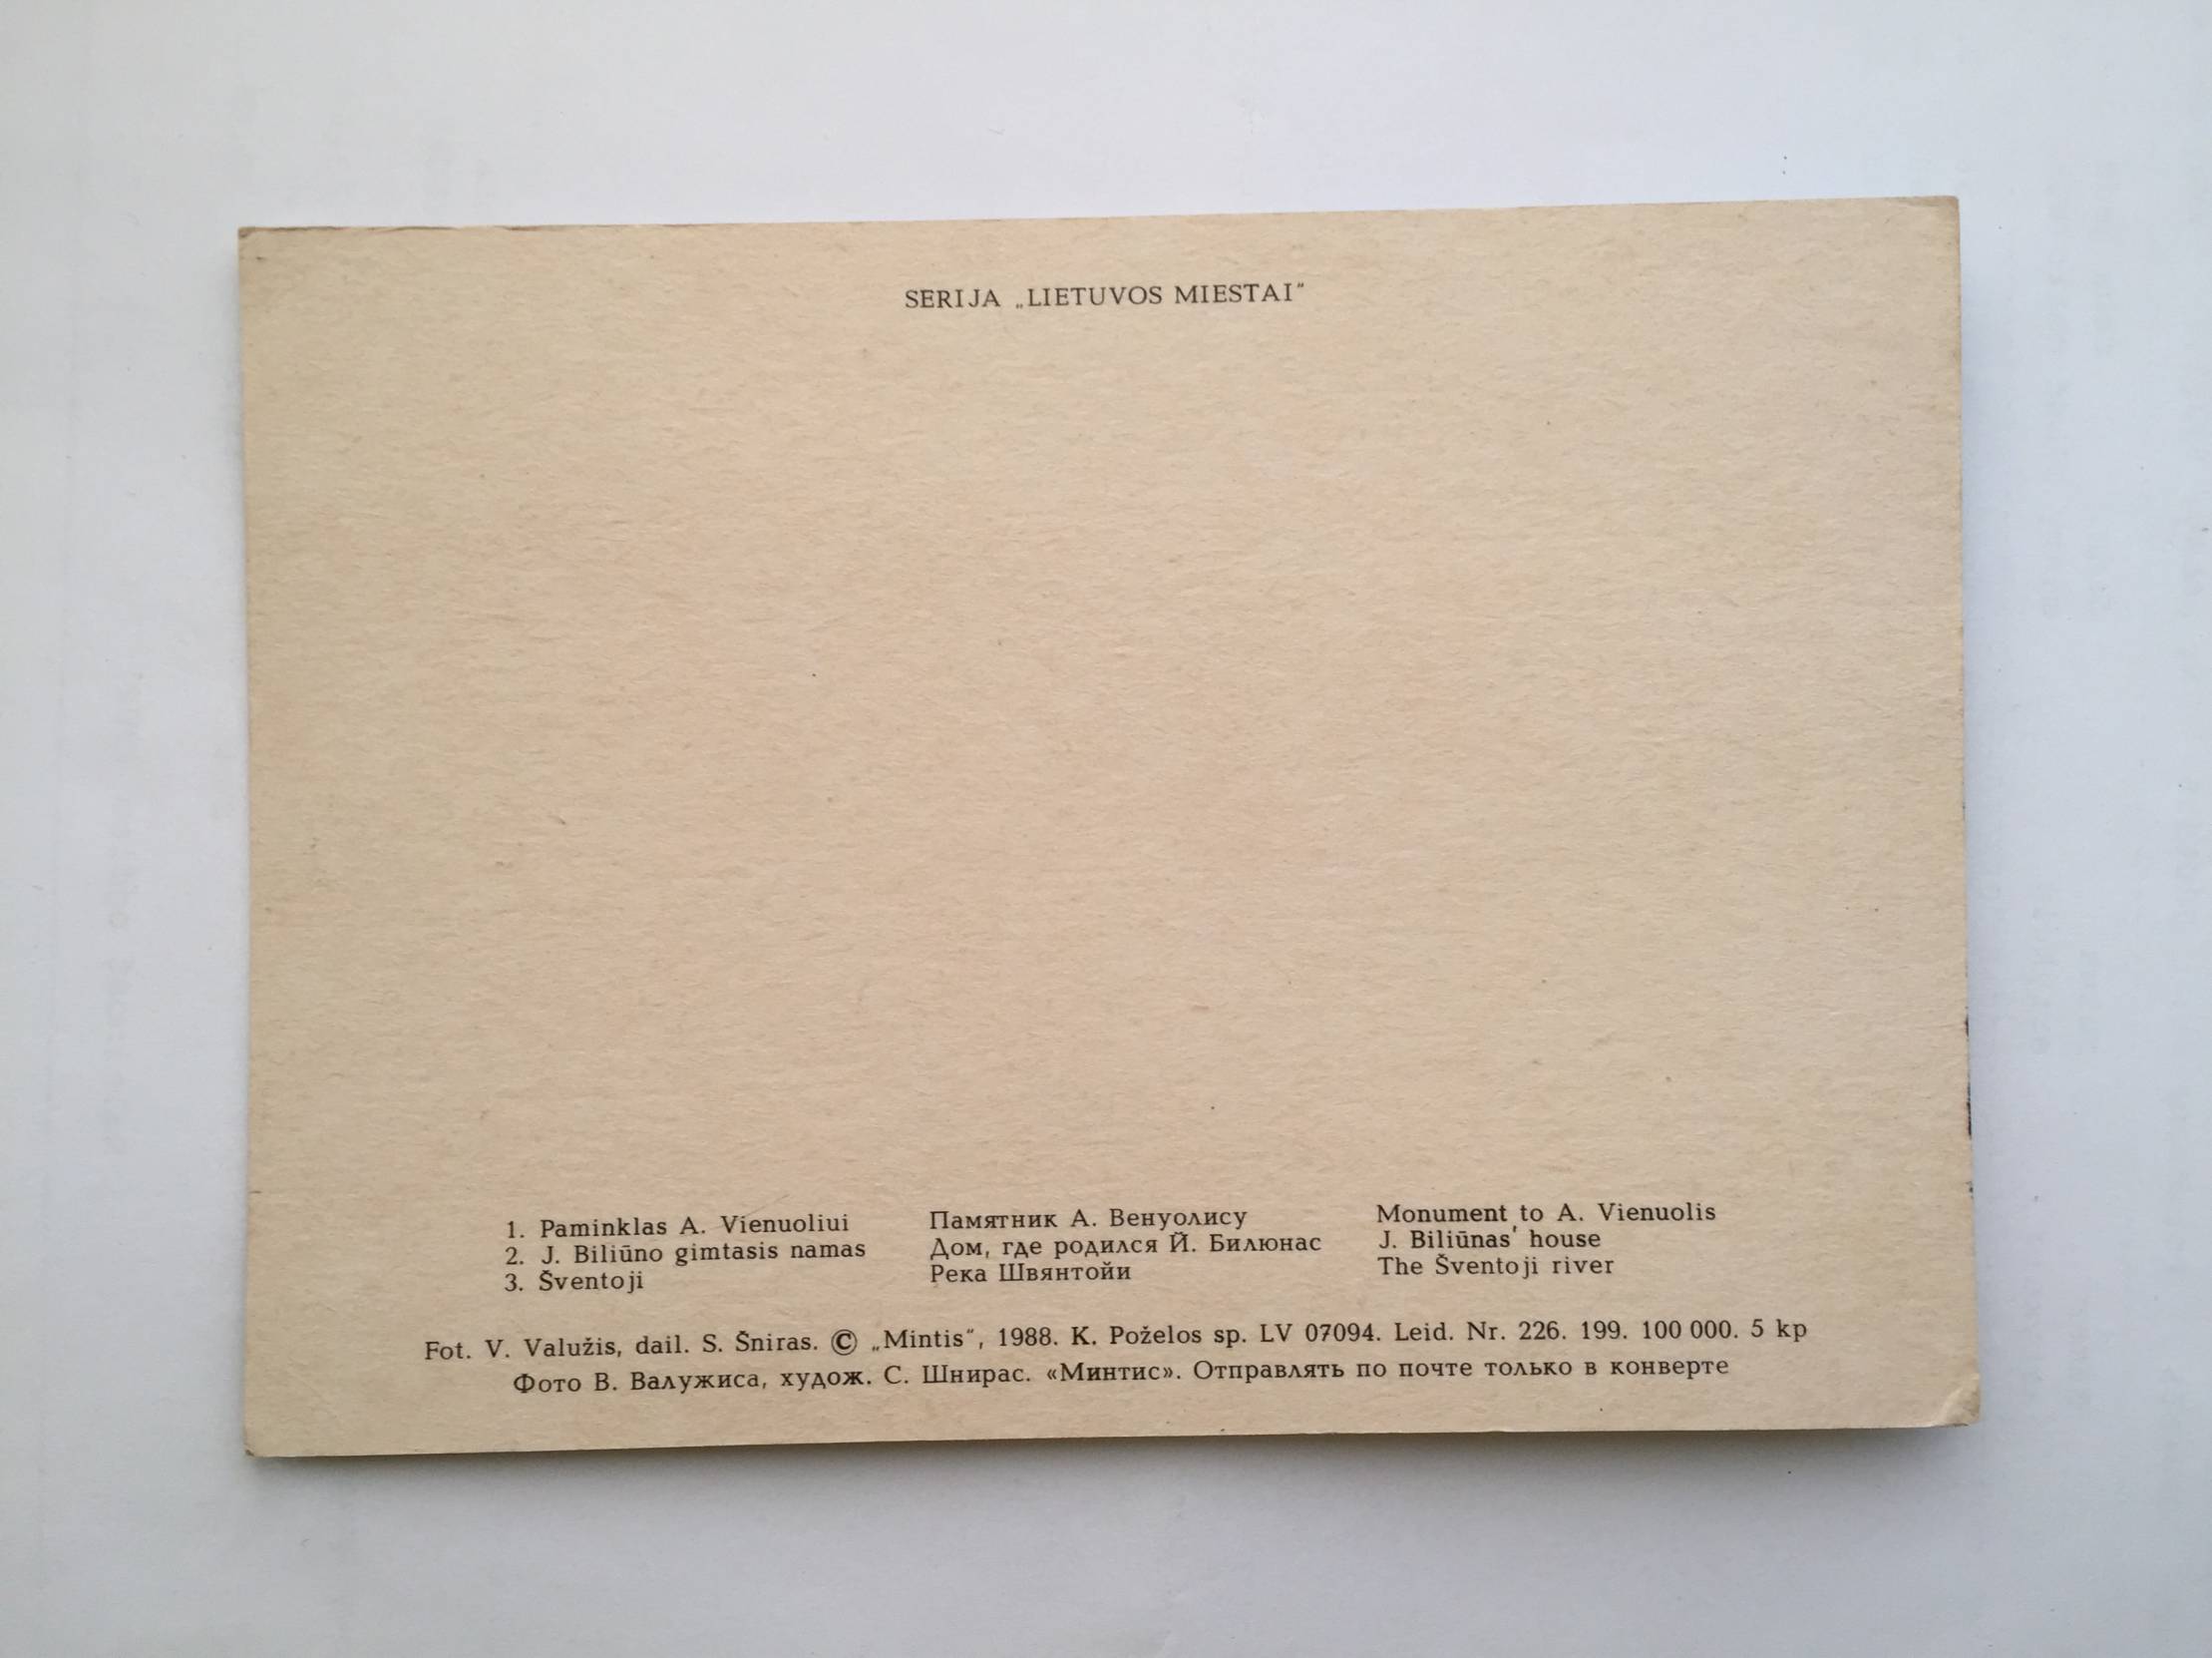 SERIJA „LIETUVOS MIESTAI“
1. Paminklas A. Vienuoliui
2. J. Biliūno gimtasis namas
3. Šventoji
Памятник А. Венуолису
Дом, где родился Й. Билюнас
Река Швянтойи
Monument to A. Vienuolis
J. Biliūnas' house
The Šventoji river
Fot. V. Valužis, dail. S. Šniras. © „Mintis“, 1988. K. Poželos sp. LV 07094. Leid. Nr. 226. 199. 100 000. 5 kp
Фото В. Валужиса, худож. С. Шнирас. «Минтис». Отправлять по почте только в конверте